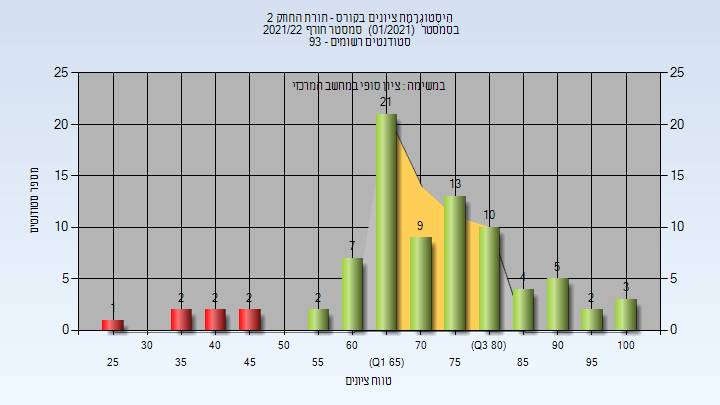 היסטוגרמת ציונים בקורס - תורת החוזק 2
בסמסטר (01/2021) סמסטר חורף 2021/22
סטודנטים רשומים - 93
במשימה : ציון סופי במחשב המרכזי
25 25
20 20
15 15
10 10
5 5
0 0
1 2 2 2 2 7 21 9 13 10 4 5 2 3
מספר סטודנטים
30 40 50 60 70 (Q3 80) 90 100
25 35 45 55 (Q1 65) 75 85 95
טווח ציונים